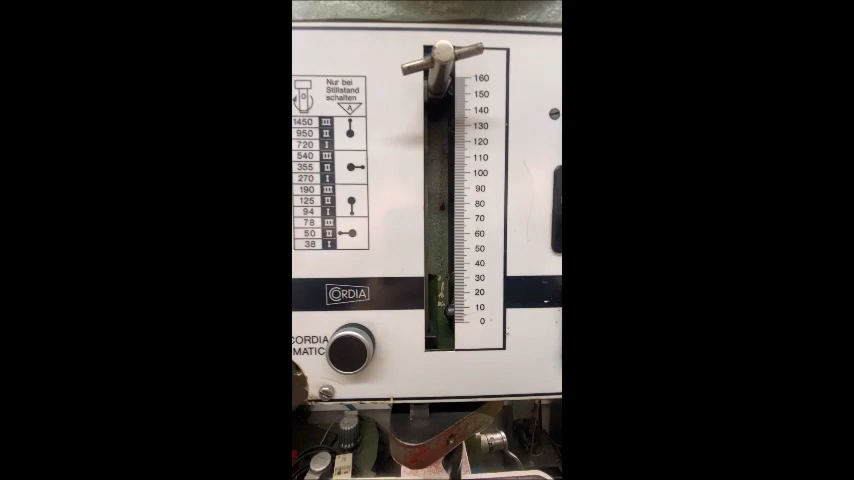 Nur bei
Stillstand
schalten
A
0
1450 III
950 II
720 I
540 III
355 II
270 I
190 III
125 II
94 I
78 III
50 II
38 I
160
150
140
130
120
110
100
90
80
70
60
50
40
30
20
10
0
CORDIA
CORDIA
MATIC